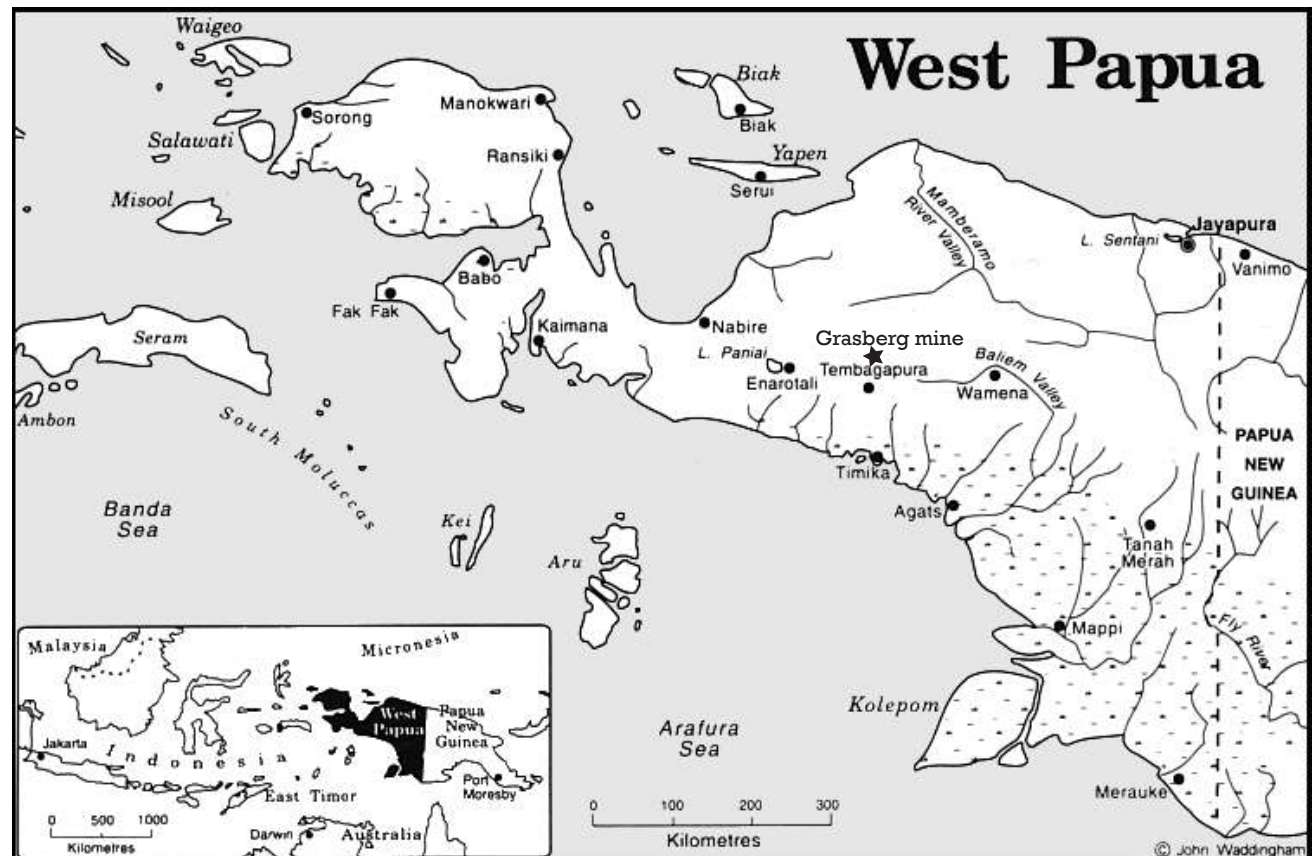 West Papua
Waigeo
Biak
Manokwari
Sorong
Biak
Salawati
Ransiki
Yapen
Serui
Misool
Mamberamo
River Valley
Jayapura
L. Sentani
Vanimo
Babo
Fak Fak
Nabire
Kaimana
Seram
Grasberg mine
L. Paniai
Tembagapura
Enarotali
Baliem Valley
Wamena
Ambon
South Moluccas
PAPUA
NEW
GUINEA
Timika
Banda
Sea
Kei
Agats
Aru
Tanah
Merah
Mappi
Fly River
Kolepom
Arafura
Sea
Merauke
0 100 200 300
Kilometres
Malaysia
Micronesia
West
Papua
Papua
New
Guinea
Jakarta
Indonesia
Port
Moresby
East Timor
0 500 1000
Kilometres
Darwin
Australia
© John Waddingham